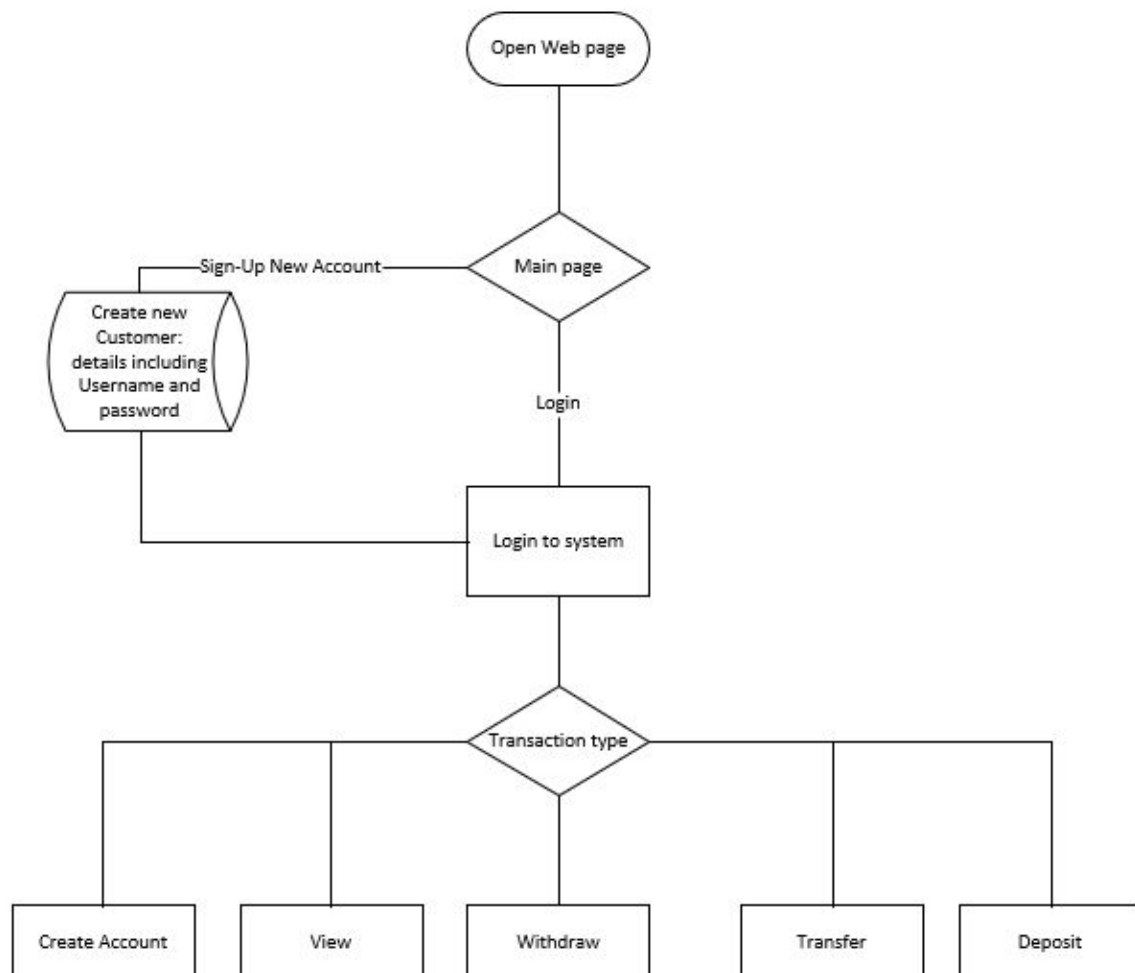 Open Web page
Main page
Sign-Up New Account
Create new
Customer:
details including
Username and
password
Login
Login to system
Transaction type
Create Account
View
Withdraw
Transfer
Deposit